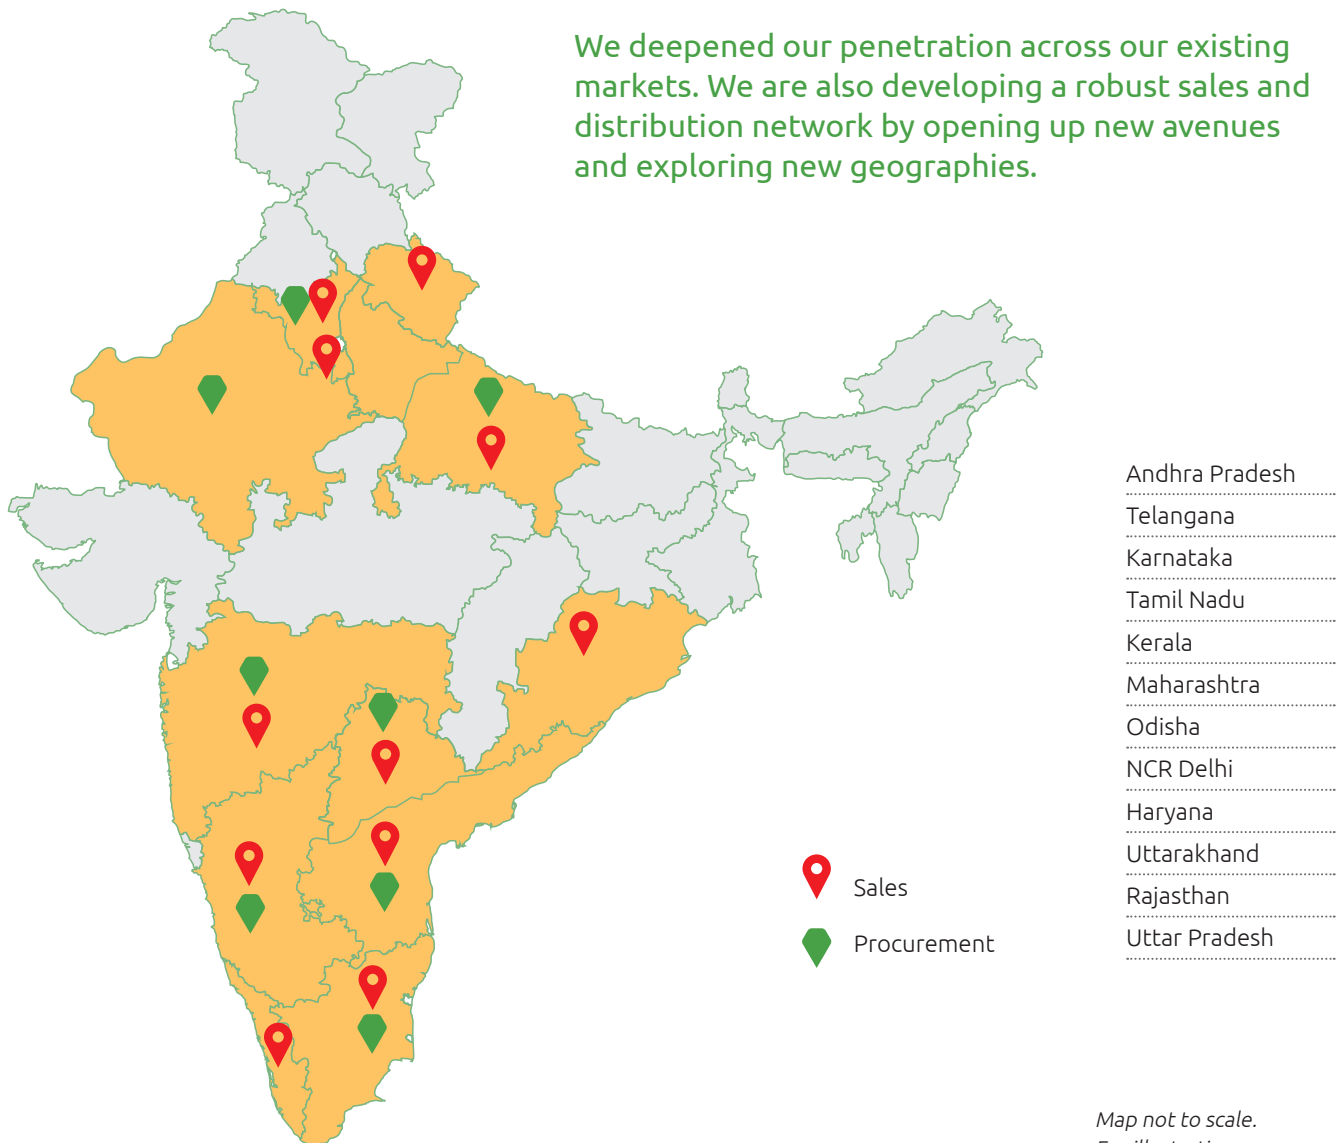 We deepened our penetration across our existing
markets. We are also developing a robust sales and
distribution network by opening up new avenues
and exploring new geographies.
Andhra Pradesh
Telangana
Karnataka
Tamil Nadu
Kerala
Maharashtra
Odisha
NCR Delhi
Haryana
Uttarakhand
Rajasthan
Uttar Pradesh
Sales
Procurement
Map not to scale.